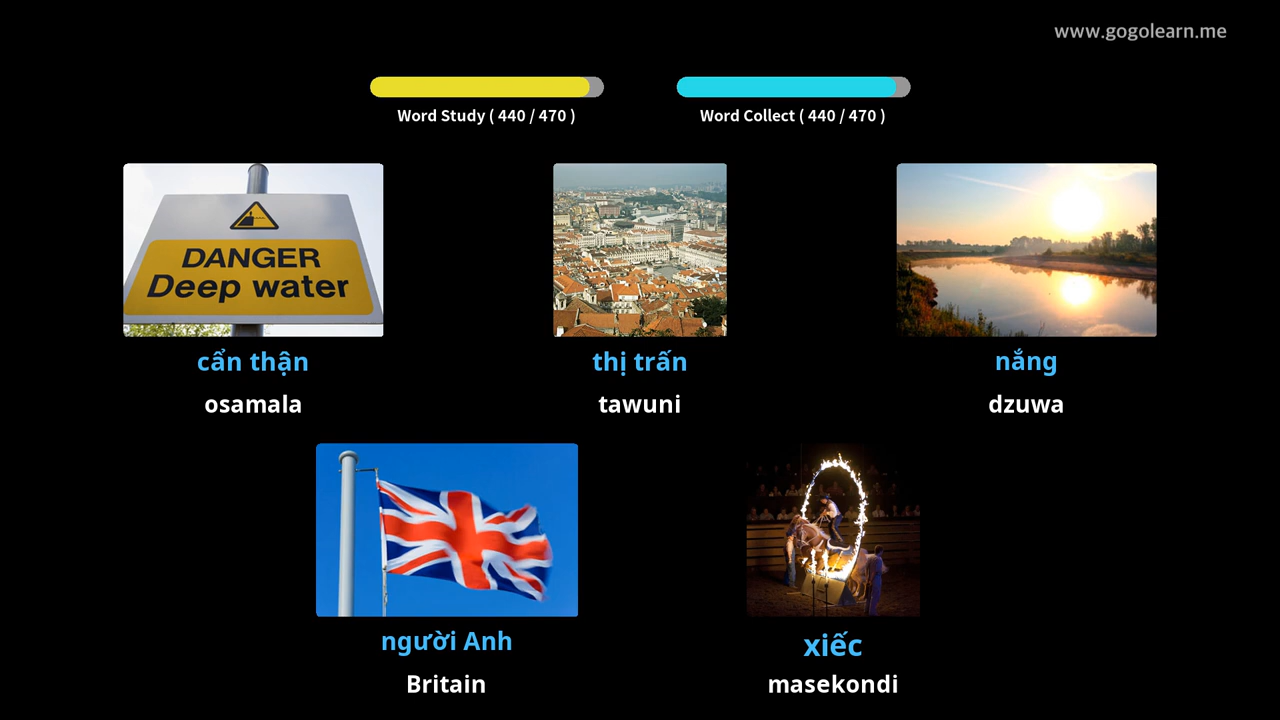 www.gogolearn.me
Word Study ( 440 / 470 )
Word Collect ( 440 / 470 )
DANGER
Deep water
cẩn thận
thị trấn
nắng
osamala
tawuni
dzuwa
người Anh
xiếc
Britain
masekondi